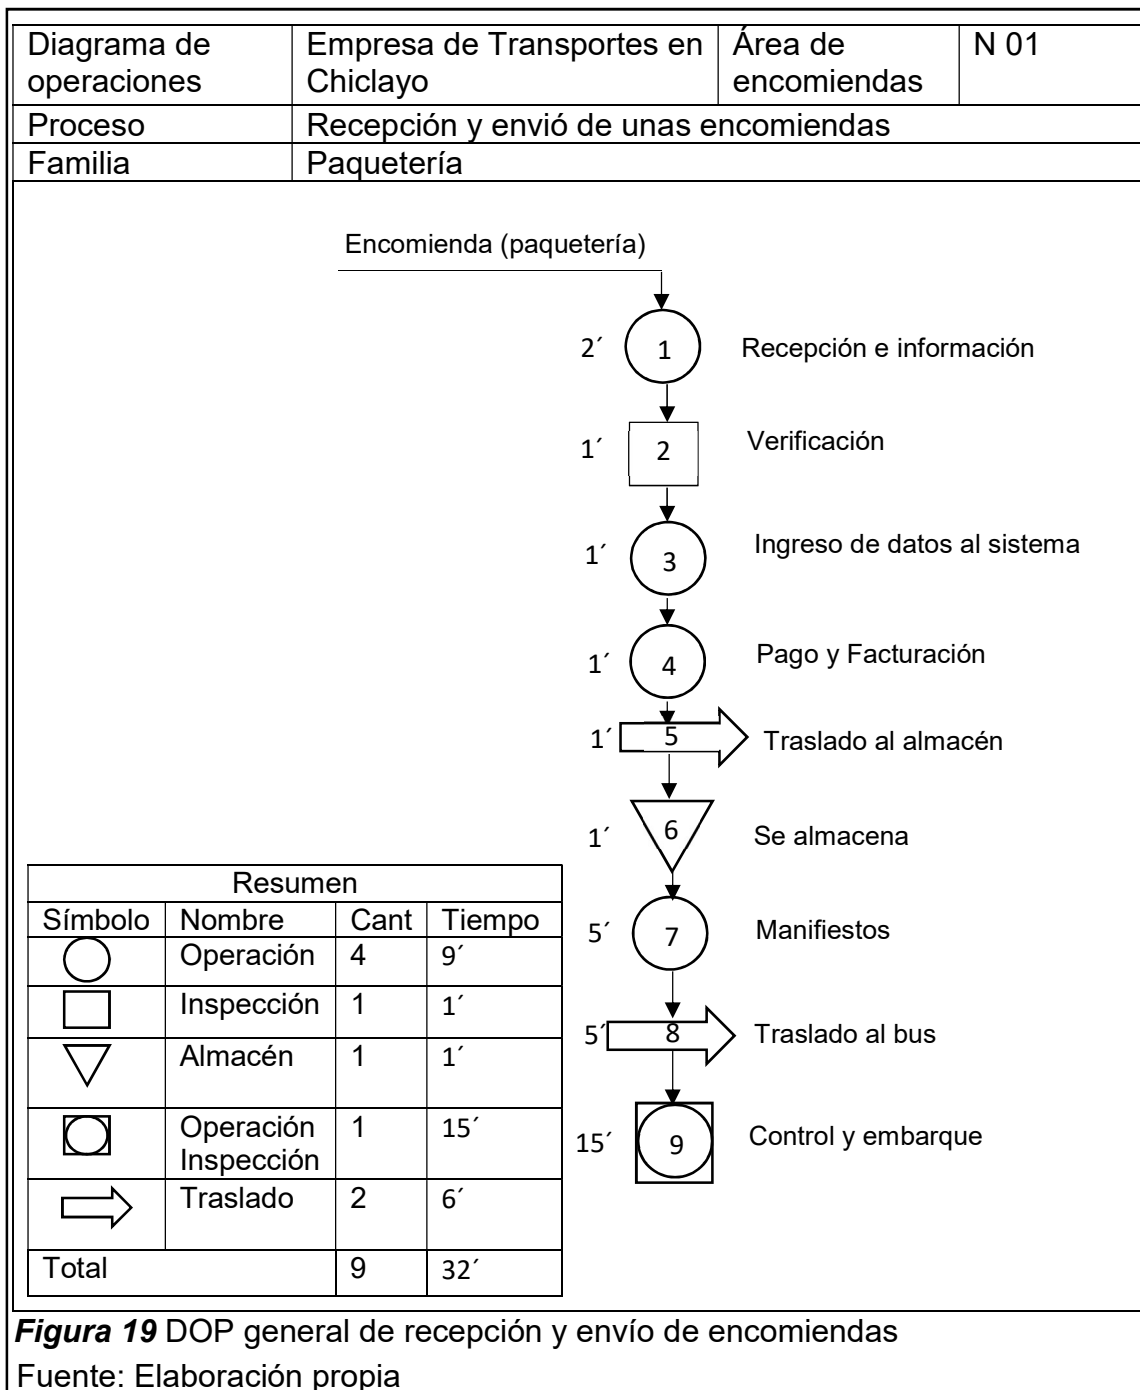 Diagrama de operaciones
Empresa de Transportes en Chiclayo
Área de encomiendas
N 01
Proceso
Recepción y envió de unas encomiendas
Familia
Paquetería
Encomienda (paquetería)
2´ 1 Recepción e información
1´ 2 Verificación
1´ 3 Ingreso de datos al sistema
1´ 4 Pago y Facturación
1´ 5 Traslado al almacén
1´ 6 Se almacena
5´ 7 Manifiestos
5´ 8 Traslado al bus
15´ 9 Control y embarque
Resumen
Símbolo Nombre Cant Tiempo
Operación 4 9´
Inspección 1 1´
Almacén 1 1´
Operación Inspección 1 15´
Traslado 2 6´
Total 9 32´
Figura 19 DOP general de recepción y envío de encomiendas
Fuente: Elaboración propia